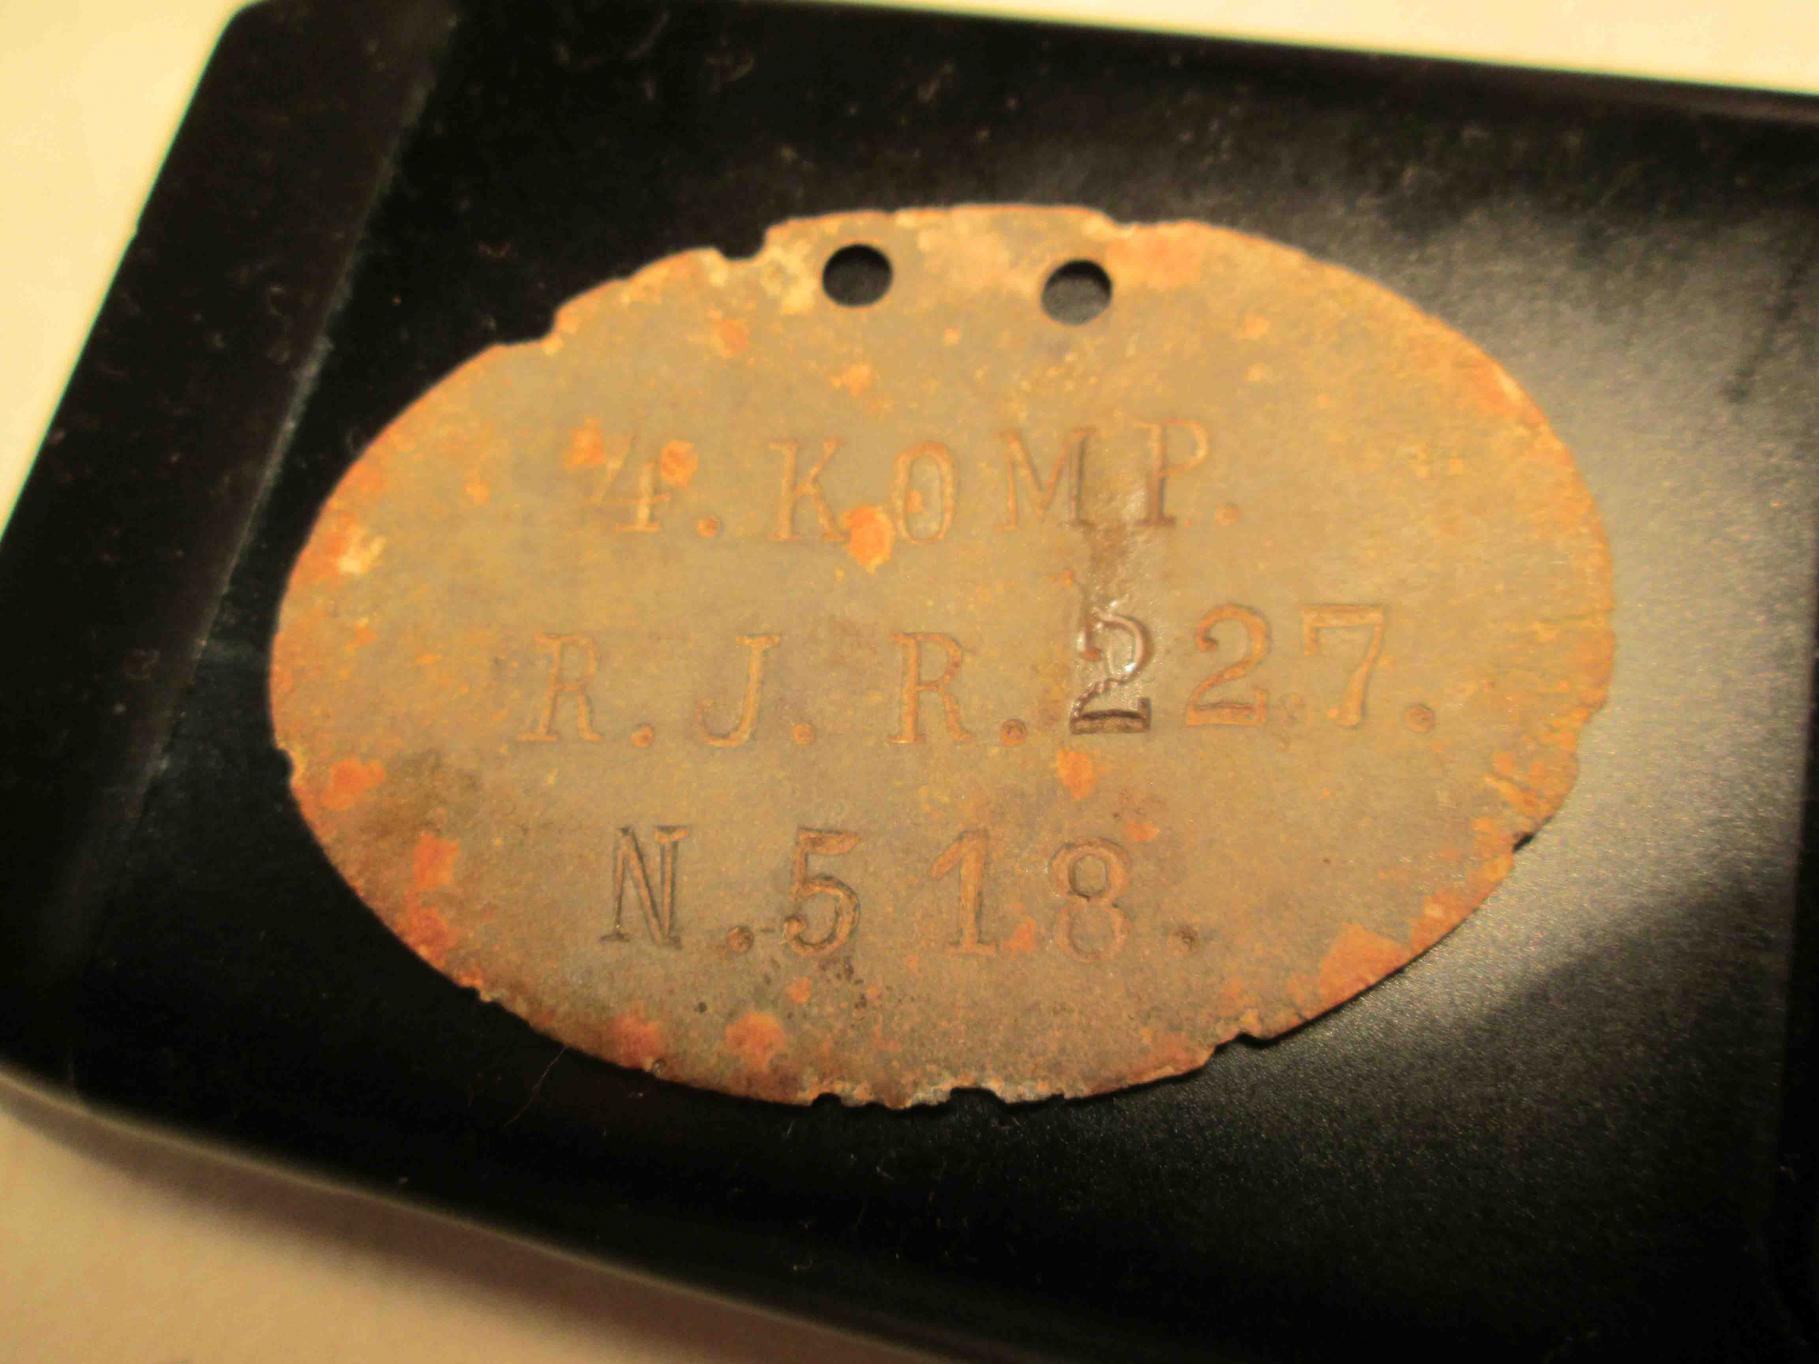 4. KOMP.
R.J.R. 227.
N. 518.